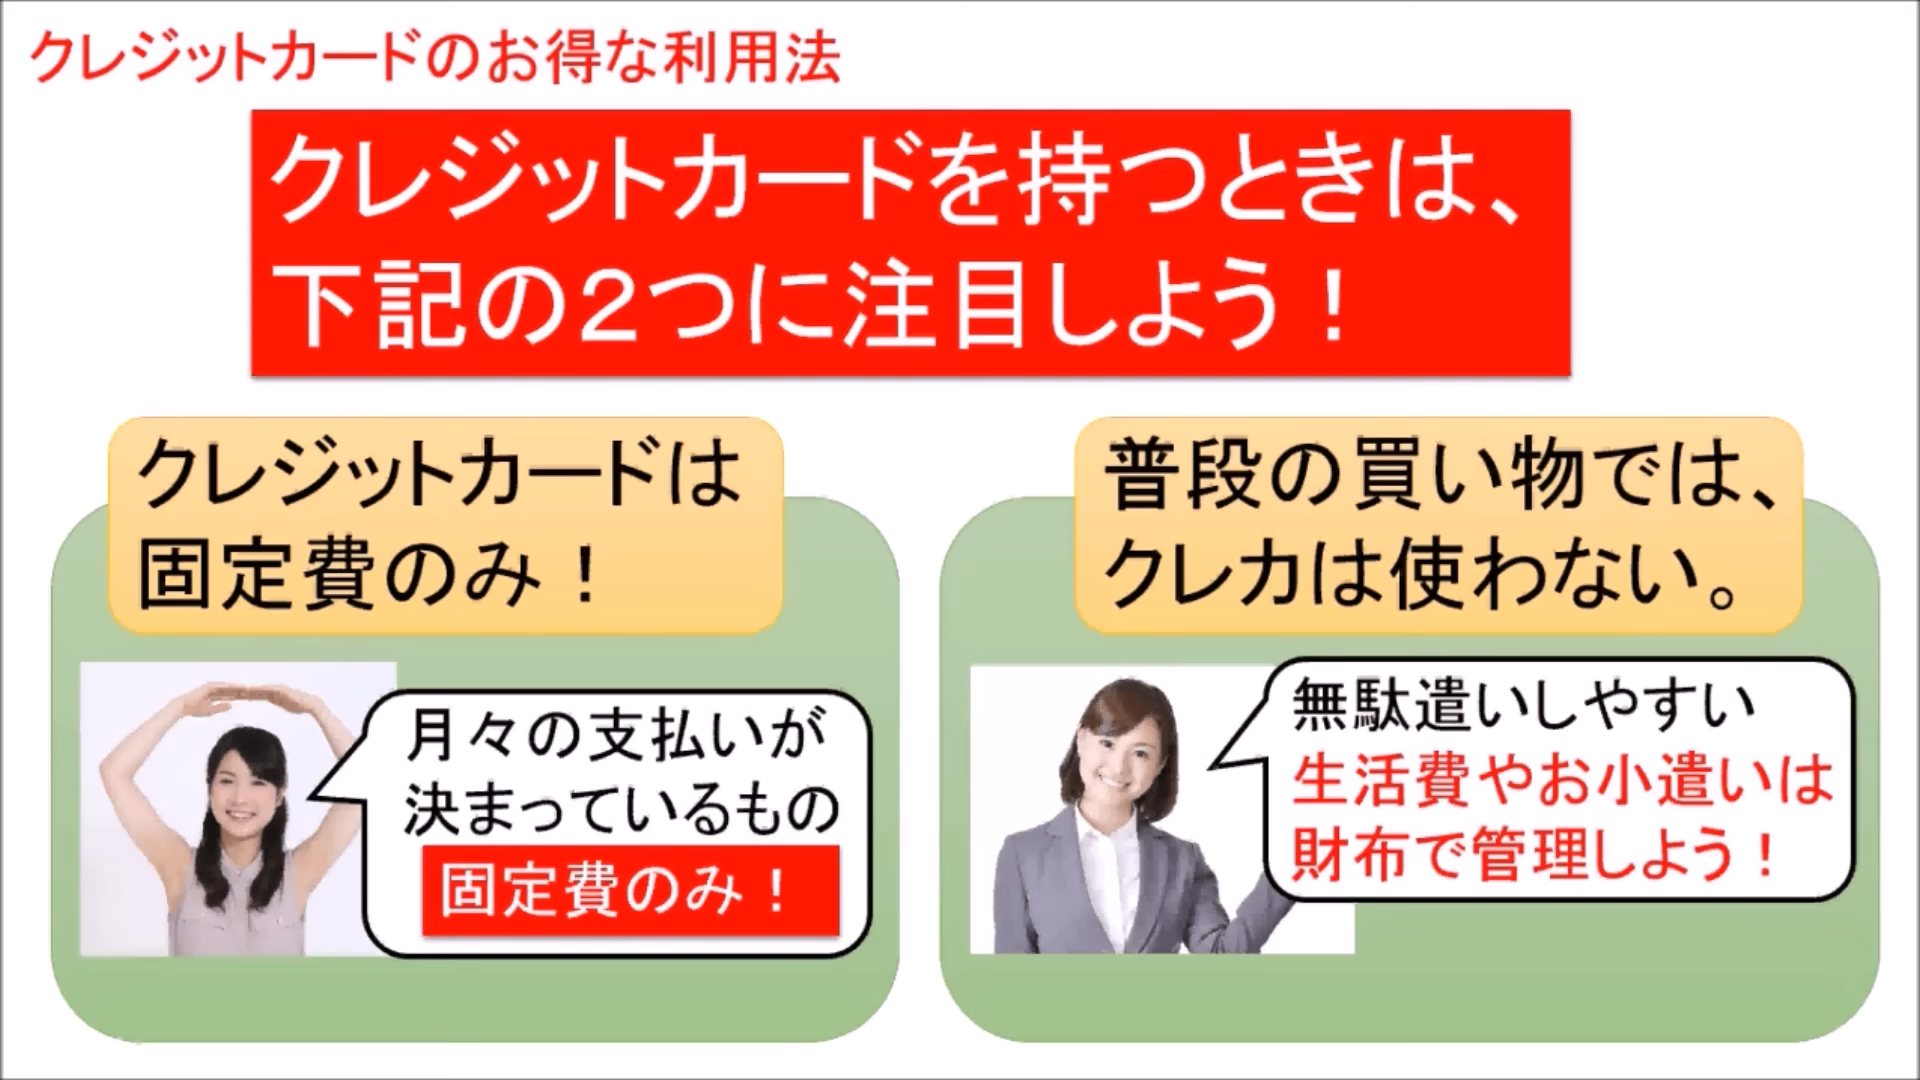 クレジットカードのお得な利用法
クレジットカードを持つときは、
下記の２つに注目しよう！
クレジットカードは
固定費のみ！
月々の支払いが
決まっているもの
固定費のみ！
普段の買い物では、
クレカは使わない。
無駄遣いしやすい
生活費やお小遣いは
財布で管理しよう！